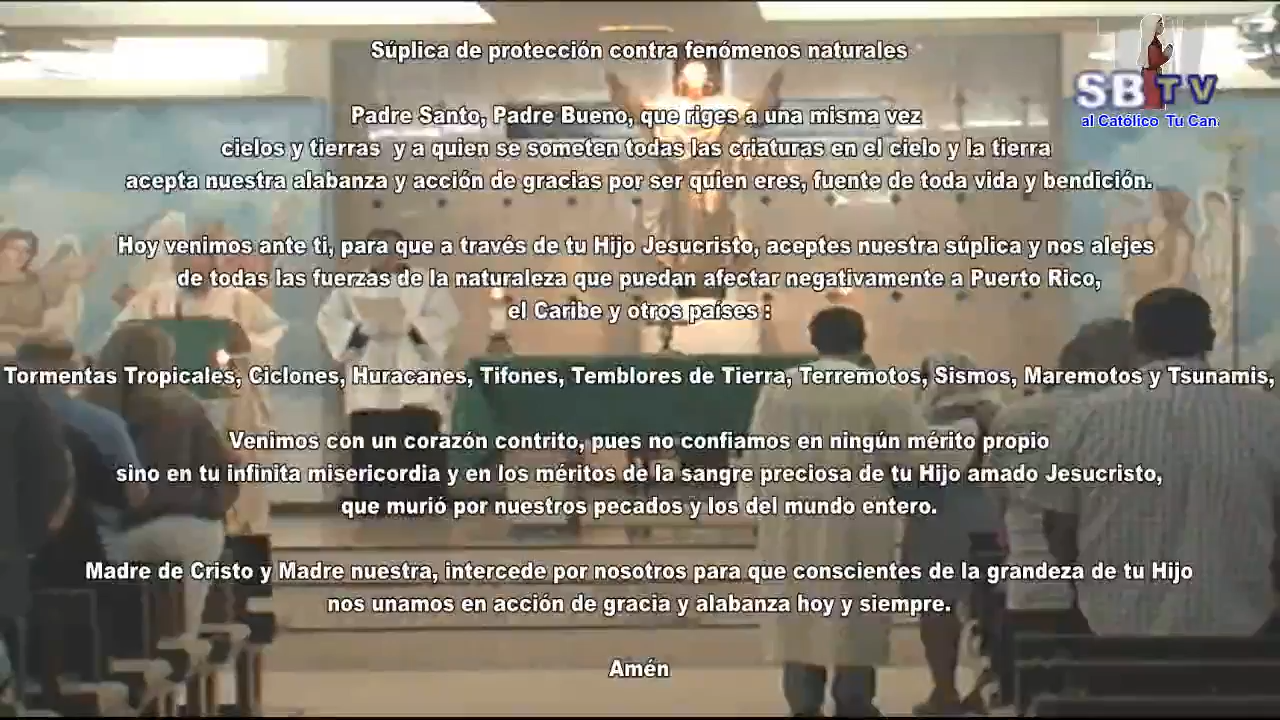 Súplica de protección contra fenómenos naturales
SBTV
al Católico Tu Can
Padre Santo, Padre Bueno, que riges a una misma vez
cielos y tierras y a quien se someten todas las criaturas en el cielo y la tierra
acepta nuestra alabanza y acción de gracias por ser quien eres, fuente de toda vida y bendición.
Hoy venimos ante ti, para que a través de tu Hijo Jesucristo, aceptes nuestra súplica y nos alejes
de todas las fuerzas de la naturaleza que puedan afectar negativamente a Puerto Rico,
el Caribe y otros países :
Tormentas Tropicales, Ciclones, Huracanes, Tifones, Temblores de Tierra, Terremotos, Sismos, Maremotos y Tsunamis,
Venimos con un corazón contrito, pues no confiamos en ningún mérito propio
sino en tu infinita misericordia y en los méritos de la sangre preciosa de tu Hijo amado Jesucristo,
que murió por nuestros pecados y los del mundo entero.
Madre de Cristo y Madre nuestra, intercede por nosotros para que conscientes de la grandeza de tu Hijo
nos unamos en acción de gracia y alabanza hoy y siempre.
Amén